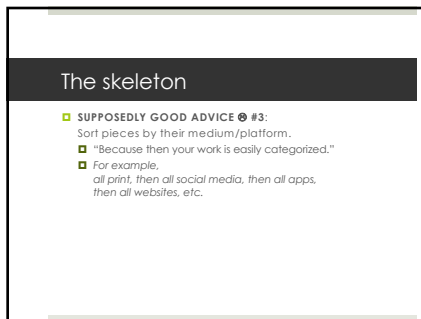 The skeleton
SUPPOSEDLY GOOD ADVICE ☹ #3:
Sort pieces by their medium/platform.
“Because then your work is easily categorized.”
For example,
all print, then all social media, then all apps,
then all websites, etc.